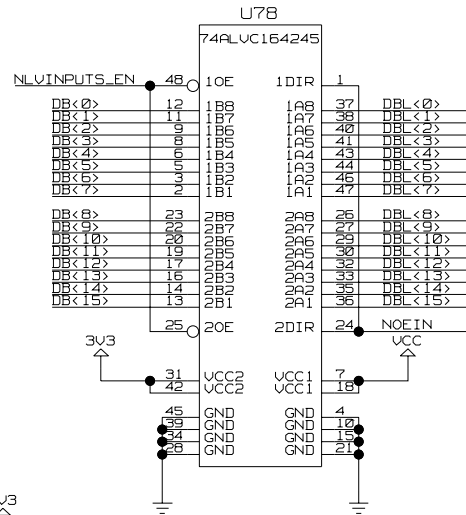 U78
74ALVC164245
NLVINPUTS_EN 48 1OE 1DIR 1
DB<0> 12 1B8 1A8 37 DBL<0>
DB<1> 11 1B7 1A7 38 DBL<1>
DB<2> 9 1B6 1A6 40 DBL<2>
DB<3> 8 1B5 1A5 41 DBL<3>
DB<4> 6 1B4 1A4 43 DBL<4>
DB<5> 5 1B3 1A3 44 DBL<5>
DB<6> 3 1B2 1A2 46 DBL<6>
DB<7> 2 1B1 1A1 47 DBL<7>
DB<8> 23 2B8 2A8 26 DBL<8>
DB<9> 22 2B7 2A7 27 DBL<9>
DB<10> 20 2B6 2A6 29 DBL<10>
DB<11> 19 2B5 2A5 30 DBL<11>
DB<12> 17 2B4 2A4 32 DBL<12>
DB<13> 16 2B3 2A3 33 DBL<13>
DB<14> 14 2B2 2A2 35 DBL<14>
DB<15> 13 2B1 2A1 36 DBL<15>
25 2OE 2DIR 24 NOEIN
3V3 VCC
31 VCC2 VCC1 7
42 VCC2 VCC1 18
45 GND GND 4
39 GND GND 10
34 GND GND 15
28 GND GND 21
V3